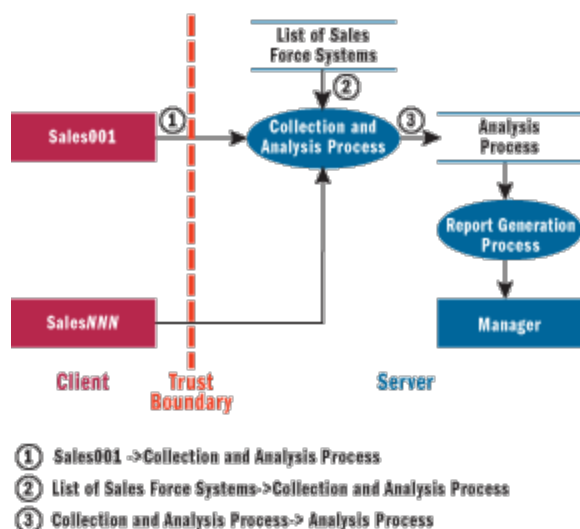 List of Sales
Force Systems
1
2
3
Sales001
Collection and
Analysis Process
Analysis
Process
Report Generation
Process
SalesNNN
Manager
Client
Trust
Boundary
Server
1 Sales001 ->Collection and Analysis Process
2 List of Sales Force Systems->Collection and Analysis Process
3 Collection and Analysis Process-> Analysis Process